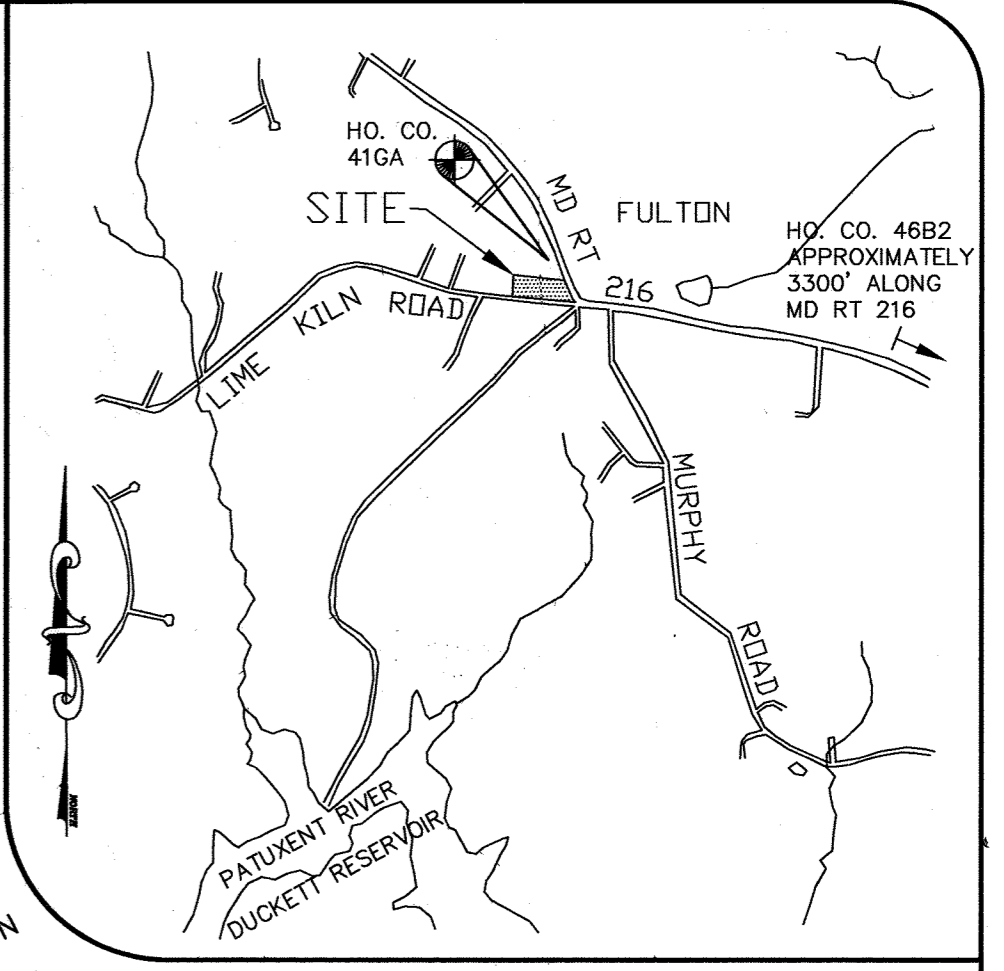 HO. CO.
41GA
SITE
MD RT
FULTON
216
HO. CO. 46B2
APPROXIMATELY
3300' ALONG
MD RT 216
LIME KILN ROAD
MURPHY
ROAD
NORTH
PATUXENT RIVER
DUCKETT RESERVOIR
N